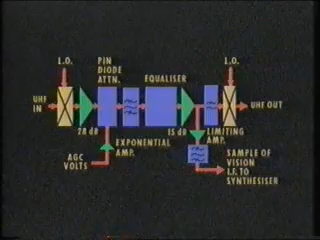 L.O.
PIN
DIODE
ATTN.
EQUALISER
L.O.
UHF
IN
UHF OUT
28 dB
15 dB
LIMITING
AMP.
EXPONENTIAL
AMP.
AGC
VOLTS
SAMPLE OF
VISION
I.F. TO
SYNTHESISER